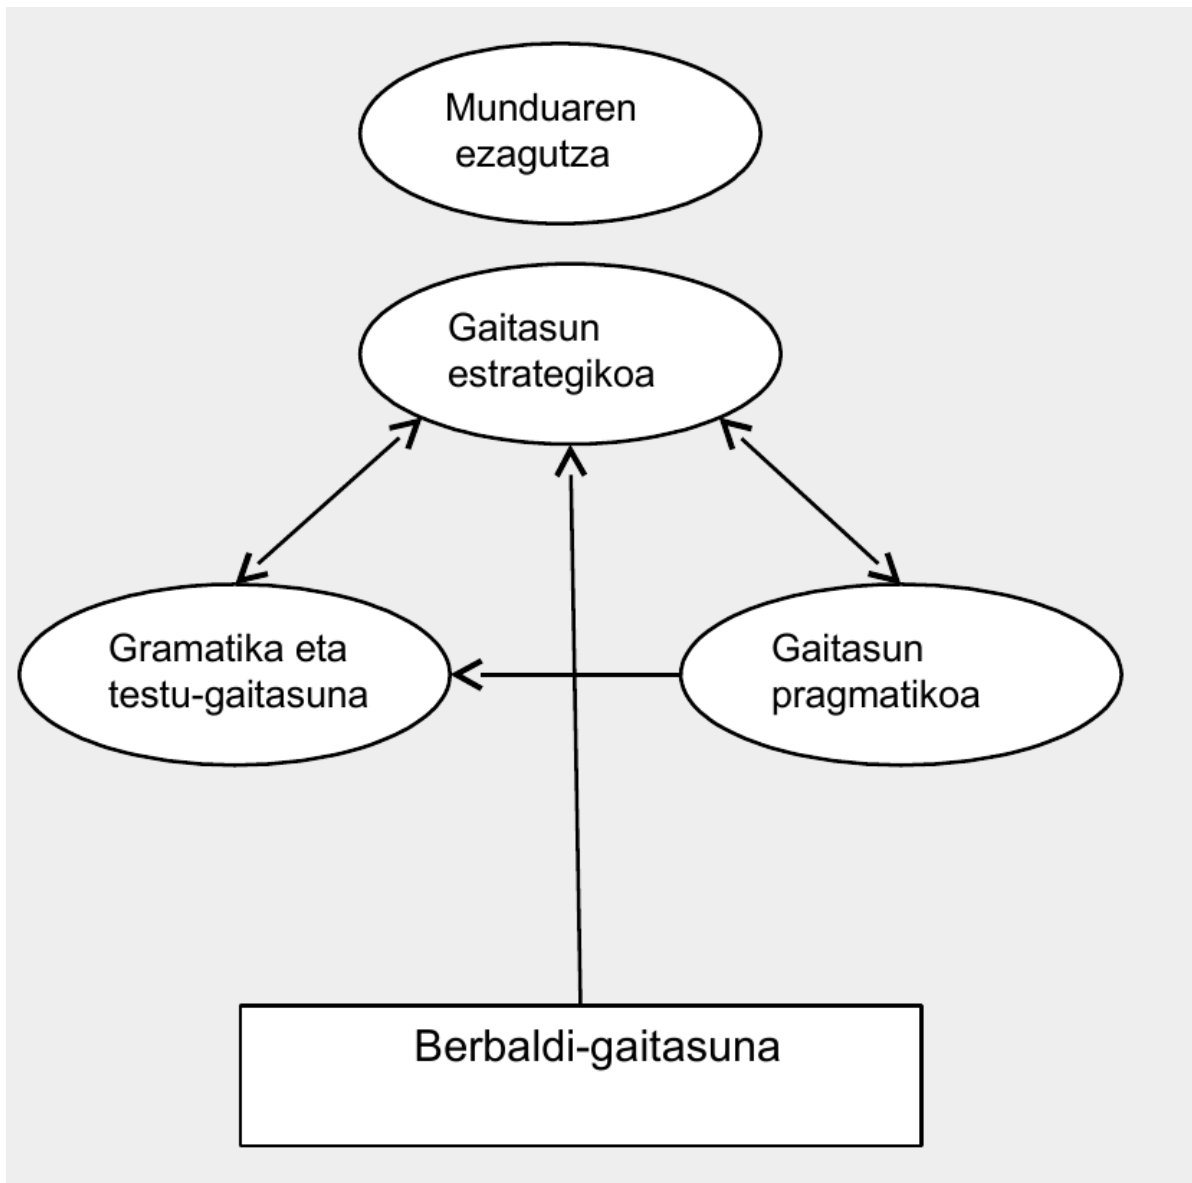 Munduaren
ezagutza
Gaitasun
estrategikoa
Gramatika eta
testu-gaitasuna
Gaitasun
pragmatikoa
Berbaldi-gaitasuna